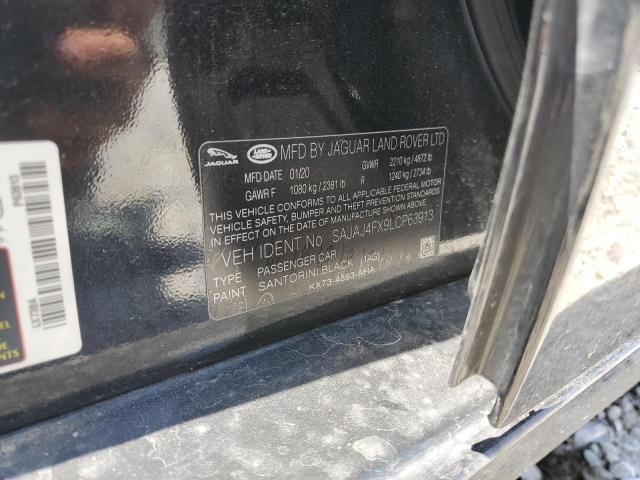 JAGUAR
LAND ROVER
MFD BY JAGUAR LAND ROVER LTD
MFD DATE 01/20 GVWR 2210 kg / 4872 lb
GAWR F 1080 kg / 2381 lb R 1240 kg / 2734 lb
THIS VEHICLE CONFORMS TO ALL APPLICABLE FEDERAL MOTOR
VEHICLE SAFETY, BUMPER, AND THEFT PREVENTION STANDARDS
IN EFFECT ON THE DATE OF MANUFACTURE SHOWN ABOVE
VEH IDENT No. SAJAJ4FX9LCP63913
TYPE PASSENGER CAR
PAINT SANTORINI BLACK (1AG)
LX739A